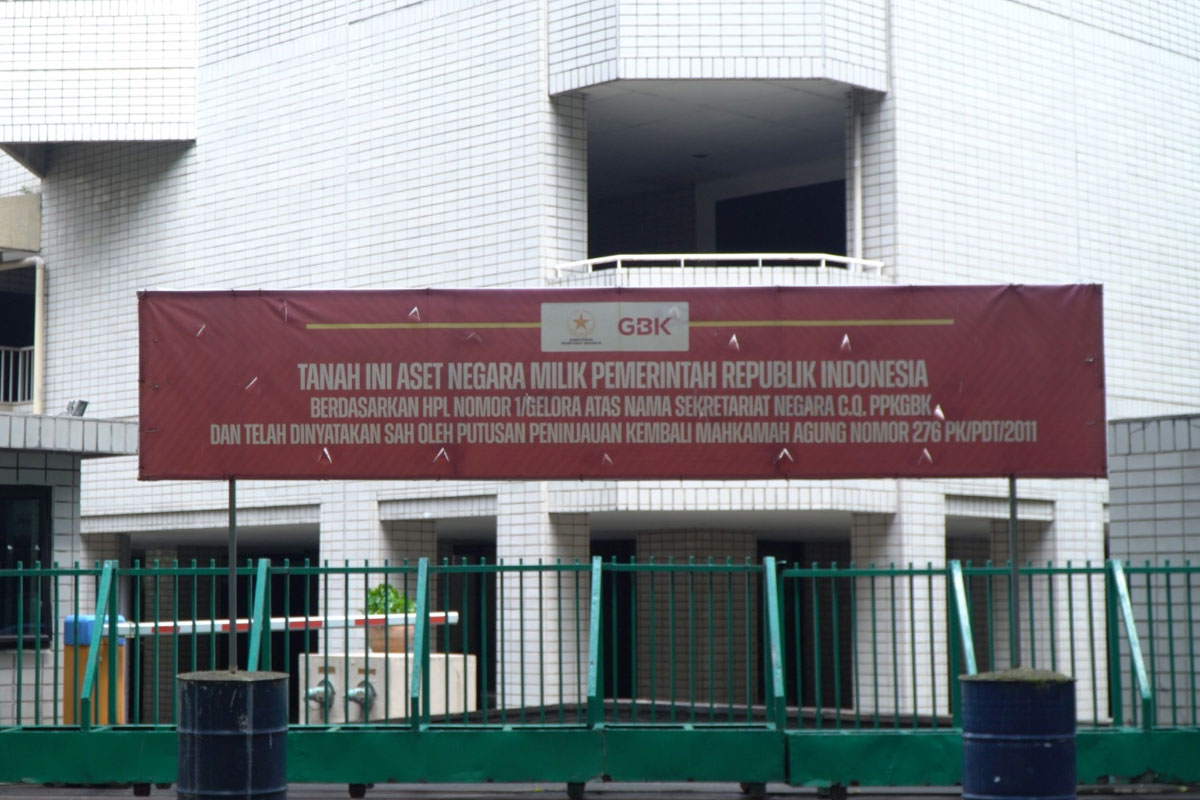 GBK
TANAH INI ASET NEGARA MILIK PEMERINTAH REPUBLIK INDONESIA
BERDASARKAN HPL NOMOR 1/GELORA ATAS NAMA SEKRETARIAT NEGARA C.Q. PPKGBK
DAN TELAH DINYATAKAN SAH OLEH PUTUSAN PENINJAUAN KEMBALI MAHKAMAH AGUNG NOMOR 276 PK/PDT/2011